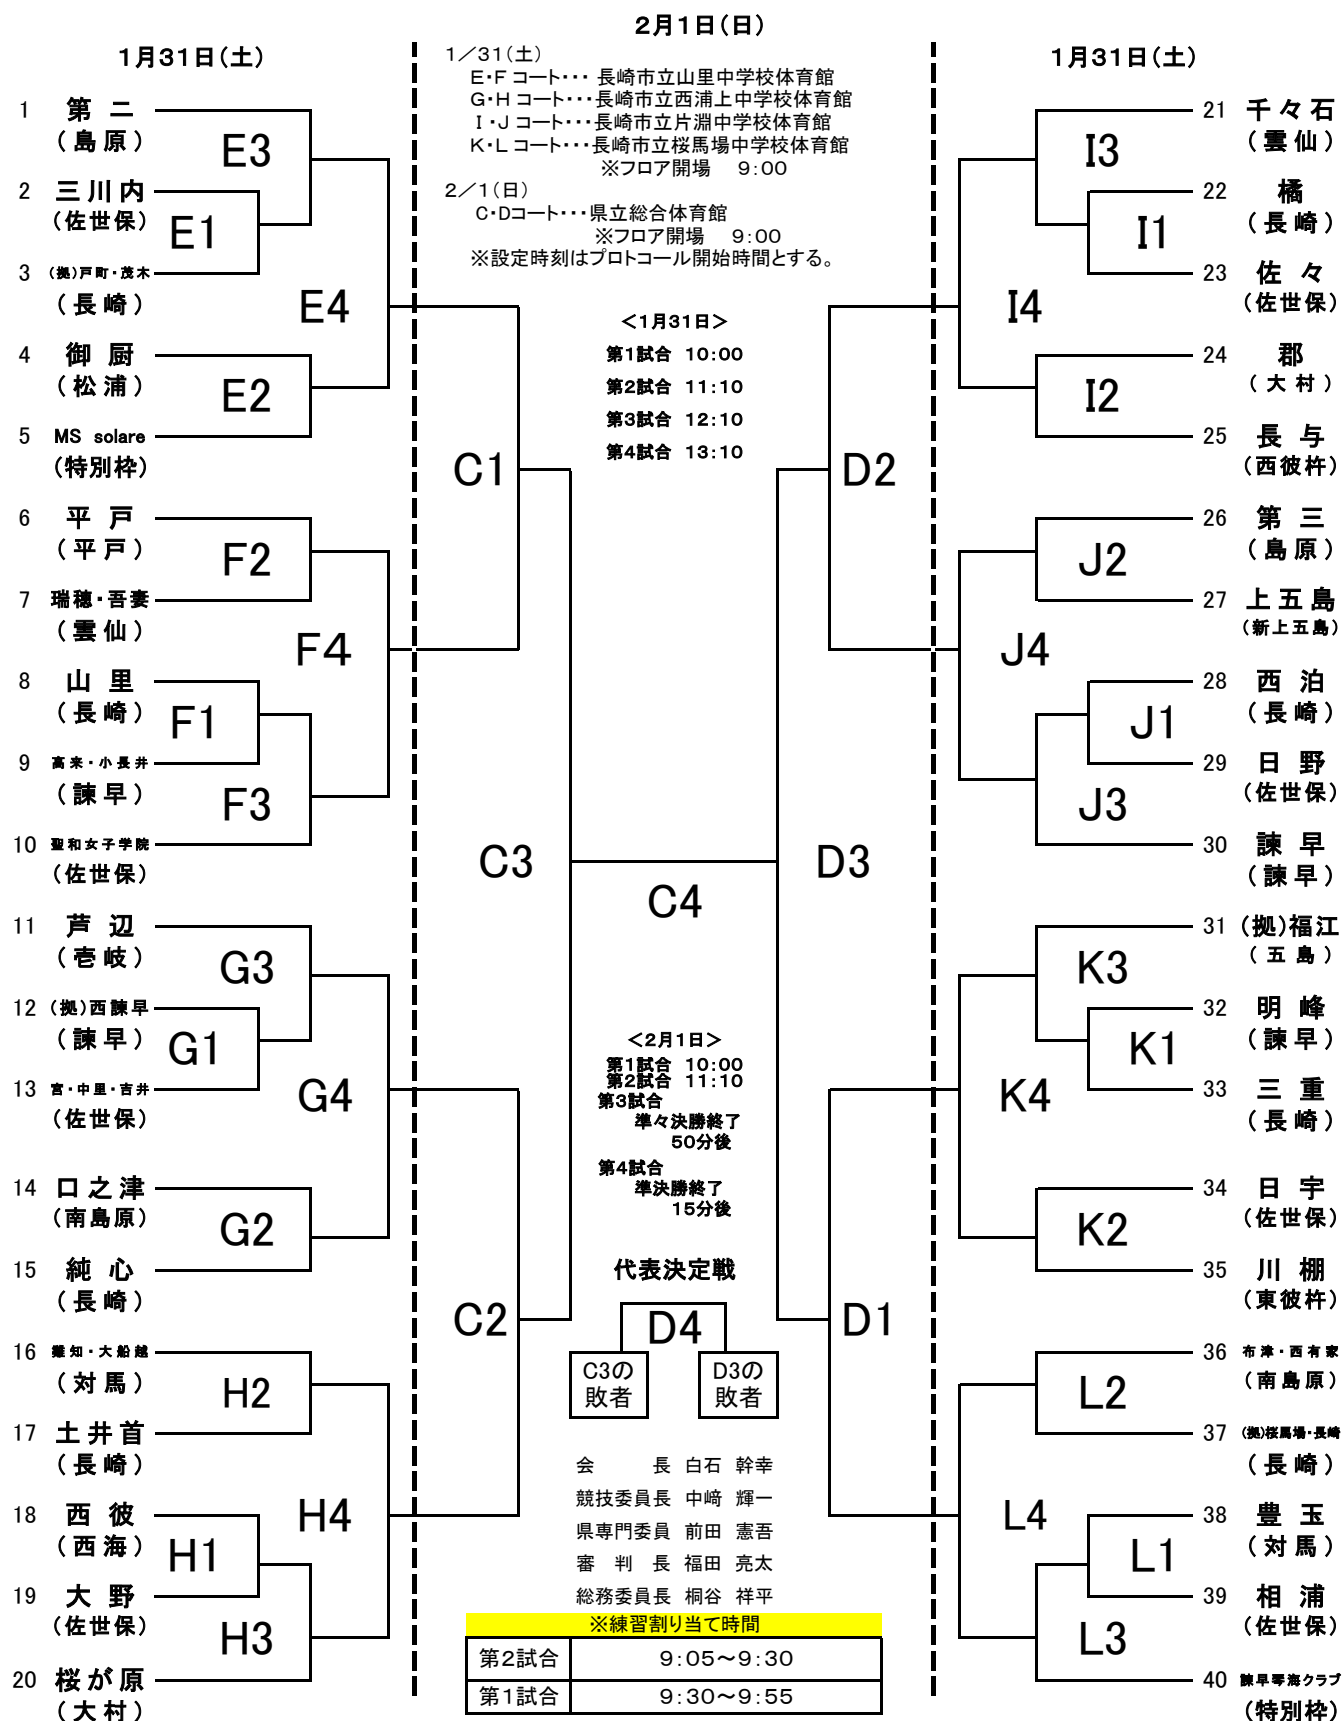 2月1日(日)
1月31日(土)
1月31日(土)
1／31(土)
E・F コート・・・ 長崎市立山里中学校体育館
G・H コート・・・長崎市立西浦上中学校体育館
I・J コート・・・長崎市立片淵中学校体育館
K・L コート・・・長崎市立桜馬場中学校体育館
※フロア開場 9:00
2／1(日)
C・Dコート・・・県立総合体育館
※フロア開場 9:00
※設定時刻はプロトコール開始時間とする。
1 第二
(島原)
E3
2 三川内
(佐世保)
E1
3 (拠)戸町・茂木
(長崎)
E4
4 御厨
(松浦)
E2
5 MS solare
(特別枠)
C1
6 平戸
(平戸)
F2
7 瑞穂・吾妻
(雲仙)
F4
8 山里
(長崎)
F1
9 高来・小長井
(諫早)
F3
10 聖和女子学院
(佐世保)
C3
11 芦辺
(壱岐)
G3
12 (拠)西諫早
(諫早)
G1
13 宮・中里・吉井
(佐世保)
G4
14 口之津
(南島原)
G2
15 純心
(長崎)
C2
16 雞知・大船越
(対馬)
H2
17 土井首
(長崎)
H4
18 西彼
(西海)
H1
19 大野
(佐世保)
H3
20 桜が原
(大村)
＜1月31日＞
第1試合 10:00
第2試合 11:10
第3試合 12:10
第4試合 13:10
C4
＜2月1日＞
第1試合 10:00
第2試合 11:10
第3試合
準々決勝終了
50分後
第4試合
準決勝終了
15分後
代表決定戦
D4
C3の
敗者
D3の
敗者
会長 白石 幹幸
競技委員長 中﨑 輝一
県専門委員 前田 憲吾
審判長 福田 亮太
総務委員長 桐谷 祥平
※練習割り当て時間
第2試合 9:05～9:30
第1試合 9:30～9:55
21 千々石
(雲仙)
I3
22 橘
(長崎)
I1
23 佐々
(佐世保)
I4
24 郡
(大村)
I2
25 長与
(西彼杵)
D2
26 第三
(島原)
J2
27 上五島
(新上五島)
J4
28 西泊
(長崎)
J1
29 日野
(佐世保)
J3
30 諫早
(諫早)
D3
31 (拠)福江
(五島)
K3
32 明峰
(諫早)
K1
33 三重
(長崎)
K4
34 日宇
(佐世保)
K2
35 川棚
(東彼杵)
D1
36 布津・西有家
(南島原)
L2
37 (拠)桜馬場・長崎
(長崎)
L4
38 豊玉
(対馬)
L1
39 相浦
(佐世保)
L3
40 諫早琴海クラブ
(特別枠)